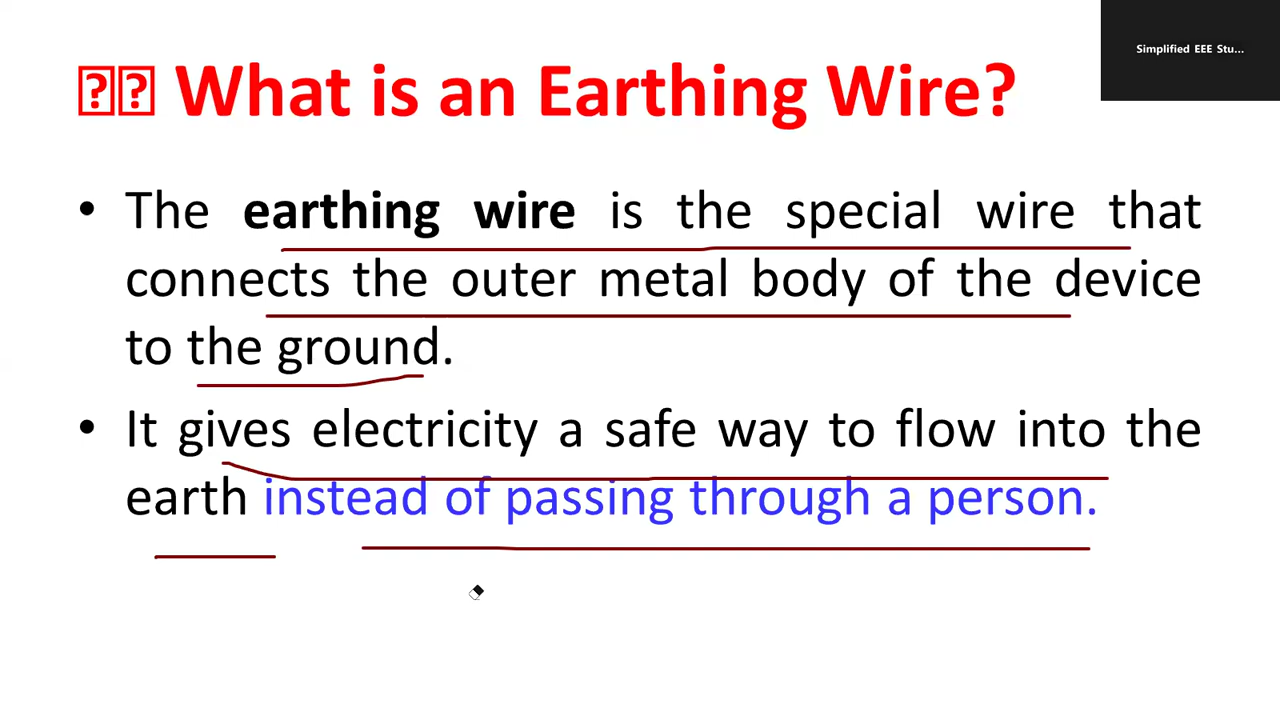 Simplified EEE Stu...
What is an Earthing Wire?
• The earthing wire is the special wire that
connects the outer metal body of the device
to the ground.
• It gives electricity a safe way to flow into the
earth instead of passing through a person.